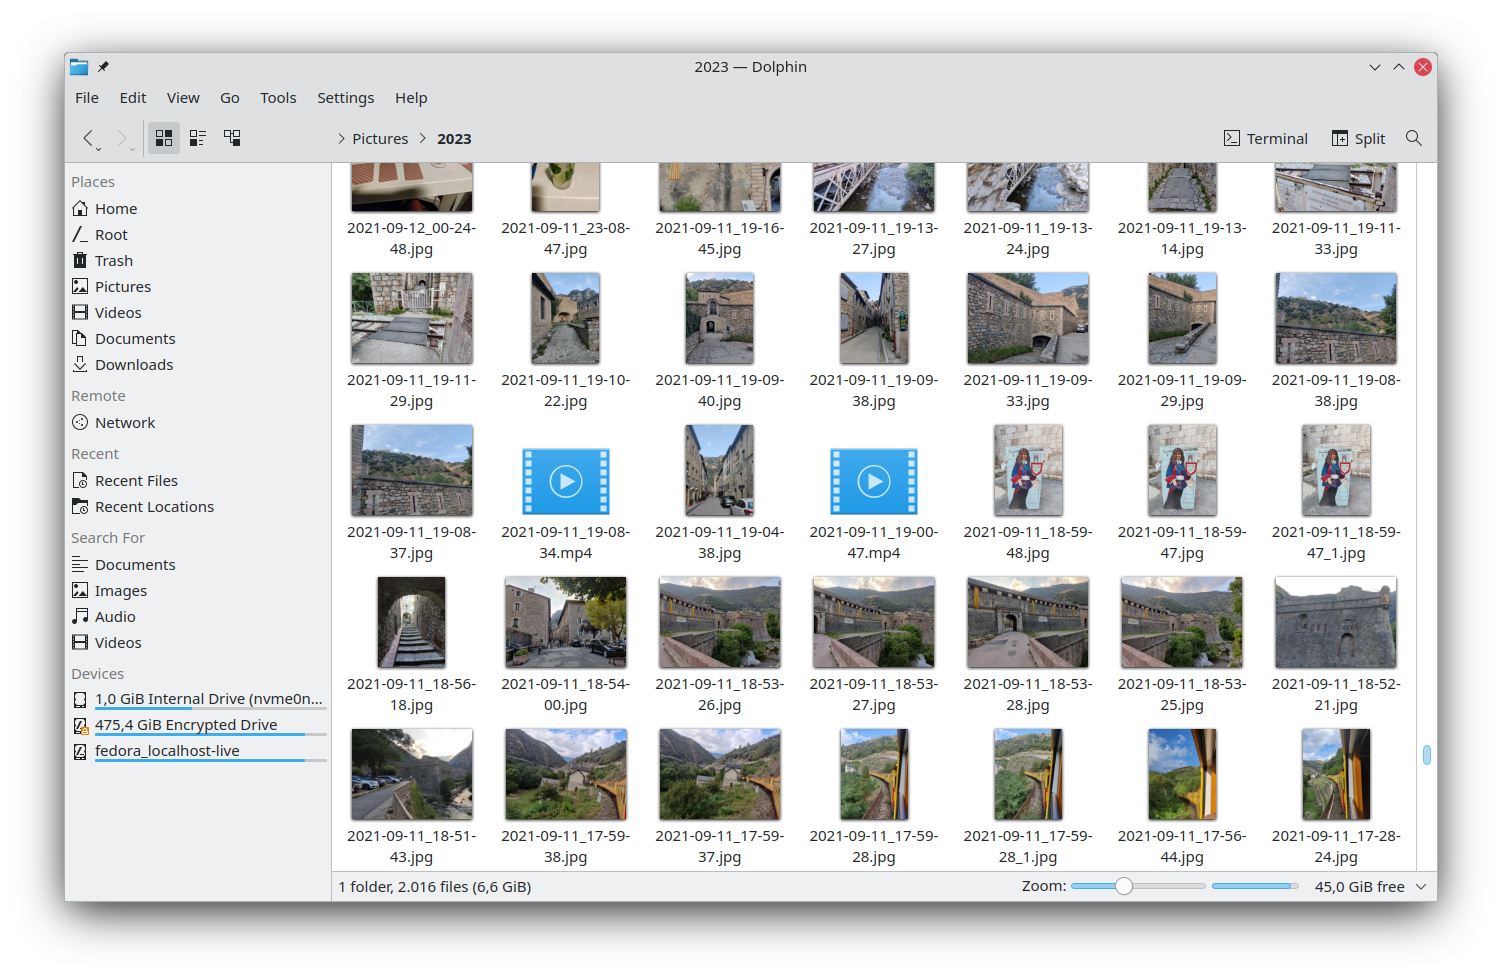 2023 — Dolphin
File Edit View Go Tools Settings Help
Pictures 2023 Terminal Split
Places
Home
Root
Trash
Pictures
Videos
Documents
Downloads
Remote
Network
Recent
Recent Files
Recent Locations
Search For
Documents
Images
Audio
Videos
Devices
1,0 GiB Internal Drive (nvme0n...
475,4 GiB Encrypted Drive
fedora_localhost-live
2021-09-12_00-24- 2021-09-11_23-08- 2021-09-11_19-16- 2021-09-11_19-13- 2021-09-11_19-13- 2021-09-11_19-13- 2021-09-11_19-11-
48.jpg 47.jpg 45.jpg 27.jpg 24.jpg 14.jpg 33.jpg
2021-09-11_19-11- 2021-09-11_19-10- 2021-09-11_19-09- 2021-09-11_19-09- 2021-09-11_19-09- 2021-09-11_19-09- 2021-09-11_19-08-
29.jpg 22.jpg 40.jpg 38.jpg 33.jpg 29.jpg 38.jpg
2021-09-11_19-08- 2021-09-11_19-08- 2021-09-11_19-04- 2021-09-11_19-00- 2021-09-11_18-59- 2021-09-11_18-59- 2021-09-11_18-59-
37.jpg 34.mp4 38.jpg 47.mp4 48.jpg 47.jpg 47_1.jpg
2021-09-11_18-56- 2021-09-11_18-54- 2021-09-11_18-53- 2021-09-11_18-53- 2021-09-11_18-53- 2021-09-11_18-53- 2021-09-11_18-52-
18.jpg 00.jpg 26.jpg 27.jpg 28.jpg 25.jpg 21.jpg
2021-09-11_18-51- 2021-09-11_17-59- 2021-09-11_17-59- 2021-09-11_17-59- 2021-09-11_17-59- 2021-09-11_17-56- 2021-09-11_17-28-
43.jpg 38.jpg 37.jpg 28.jpg 28_1.jpg 44.jpg 24.jpg
1 folder, 2.016 files (6,6 GiB) Zoom: 45,0 GiB free